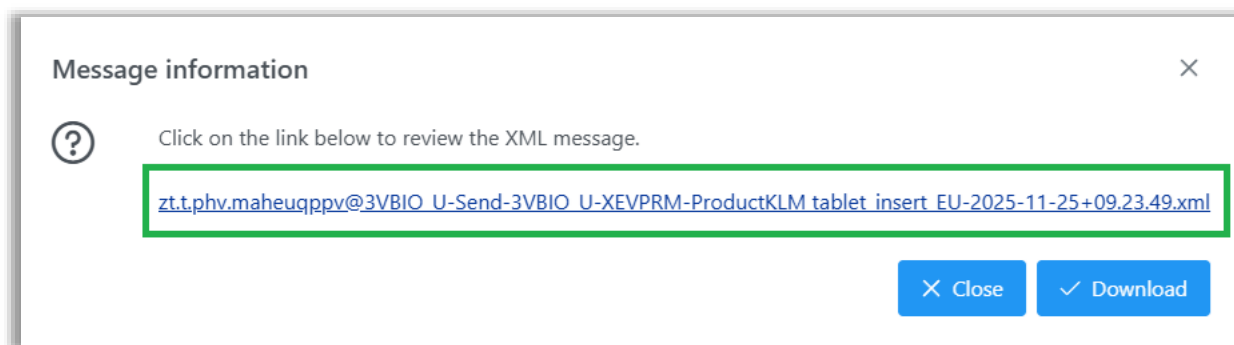 Message information
Click on the link below to review the XML message.
zt.t.phv.maheuqppv@3VBIO_U-Send-3VBIO_U-XEVPRM-ProductKLM tablet_insert_EU-2025-11-25+09.23.49.xml
Close
Download